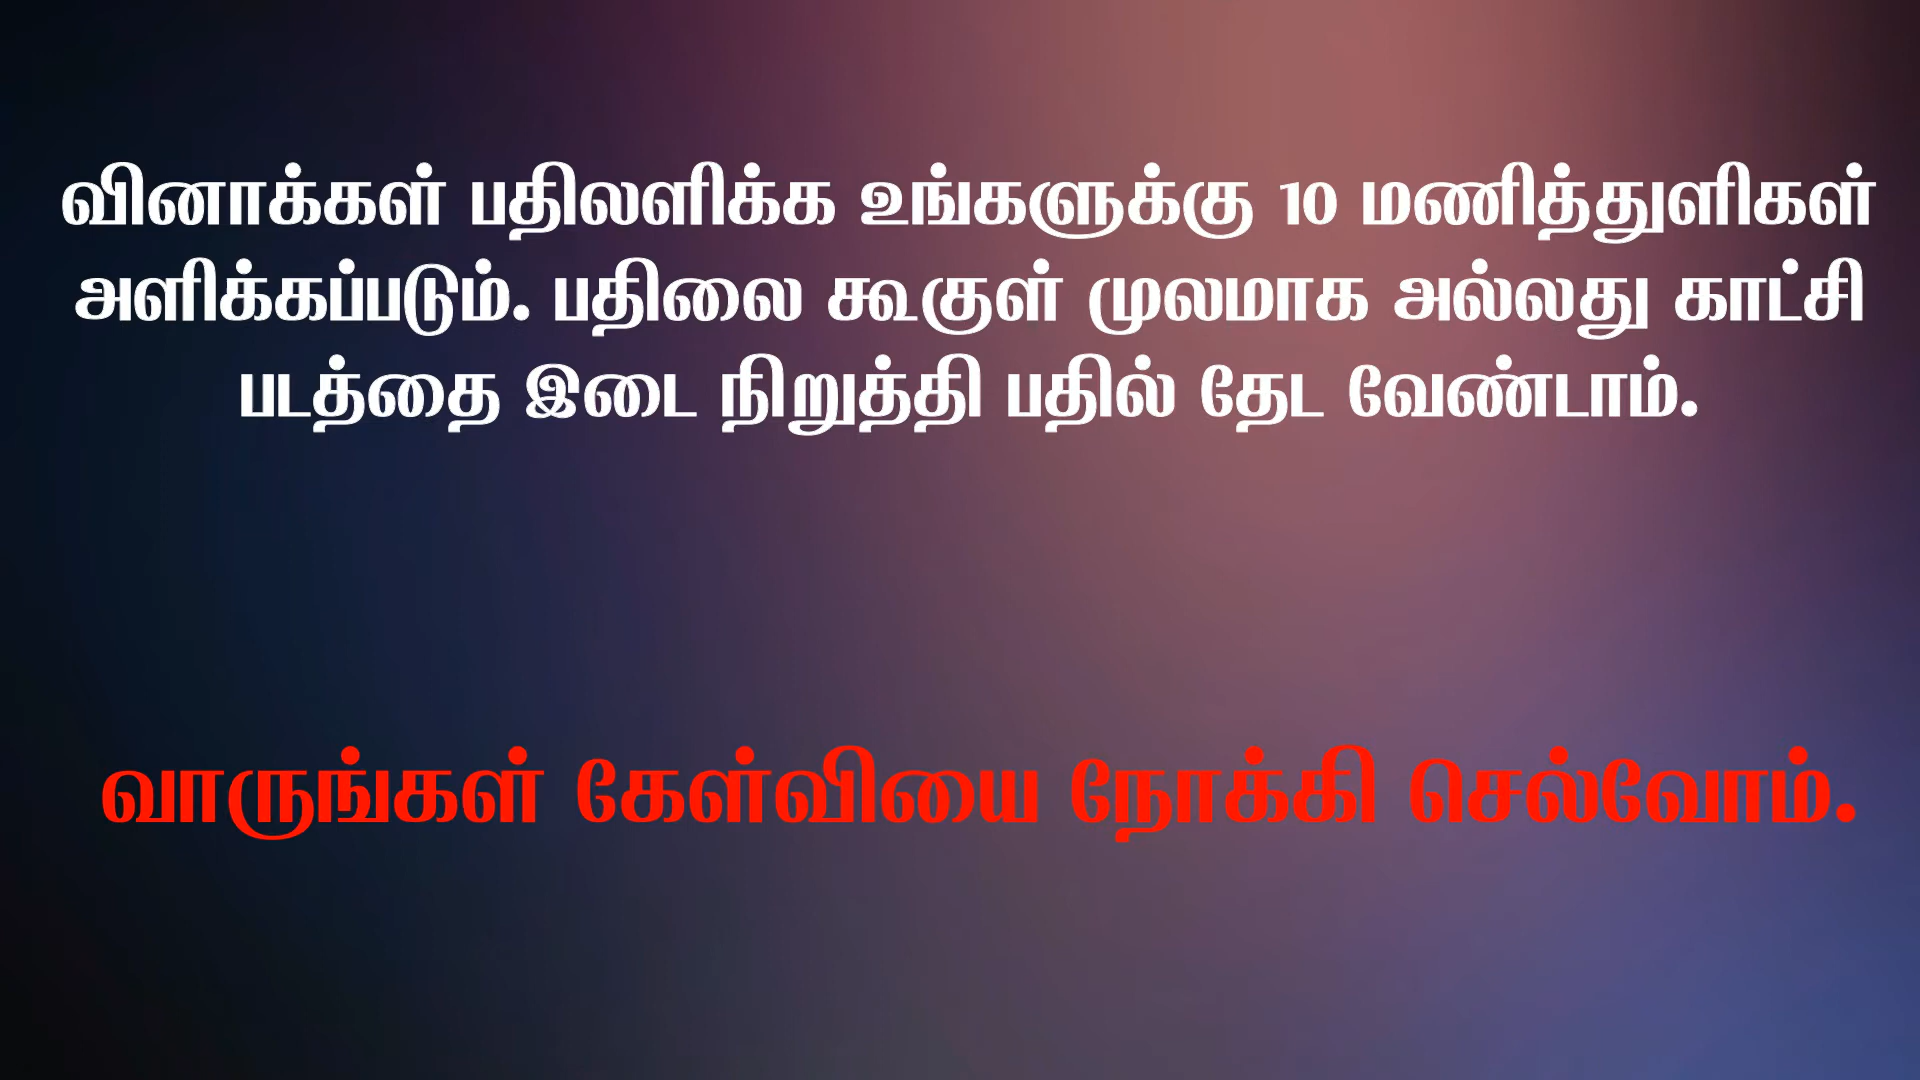 வினாக்கள் பதிலளிக்க உங்களுக்கு 10 மணித்துளிகள்
அளிக்கப்படும். பதிலை கூகுள் முலமாக அல்லது காட்சி
படத்தை இடை நிறுத்தி பதில் தேட வேண்டாம்.
வாருங்கள் கேள்வியை நோக்கி செல்வோம்.